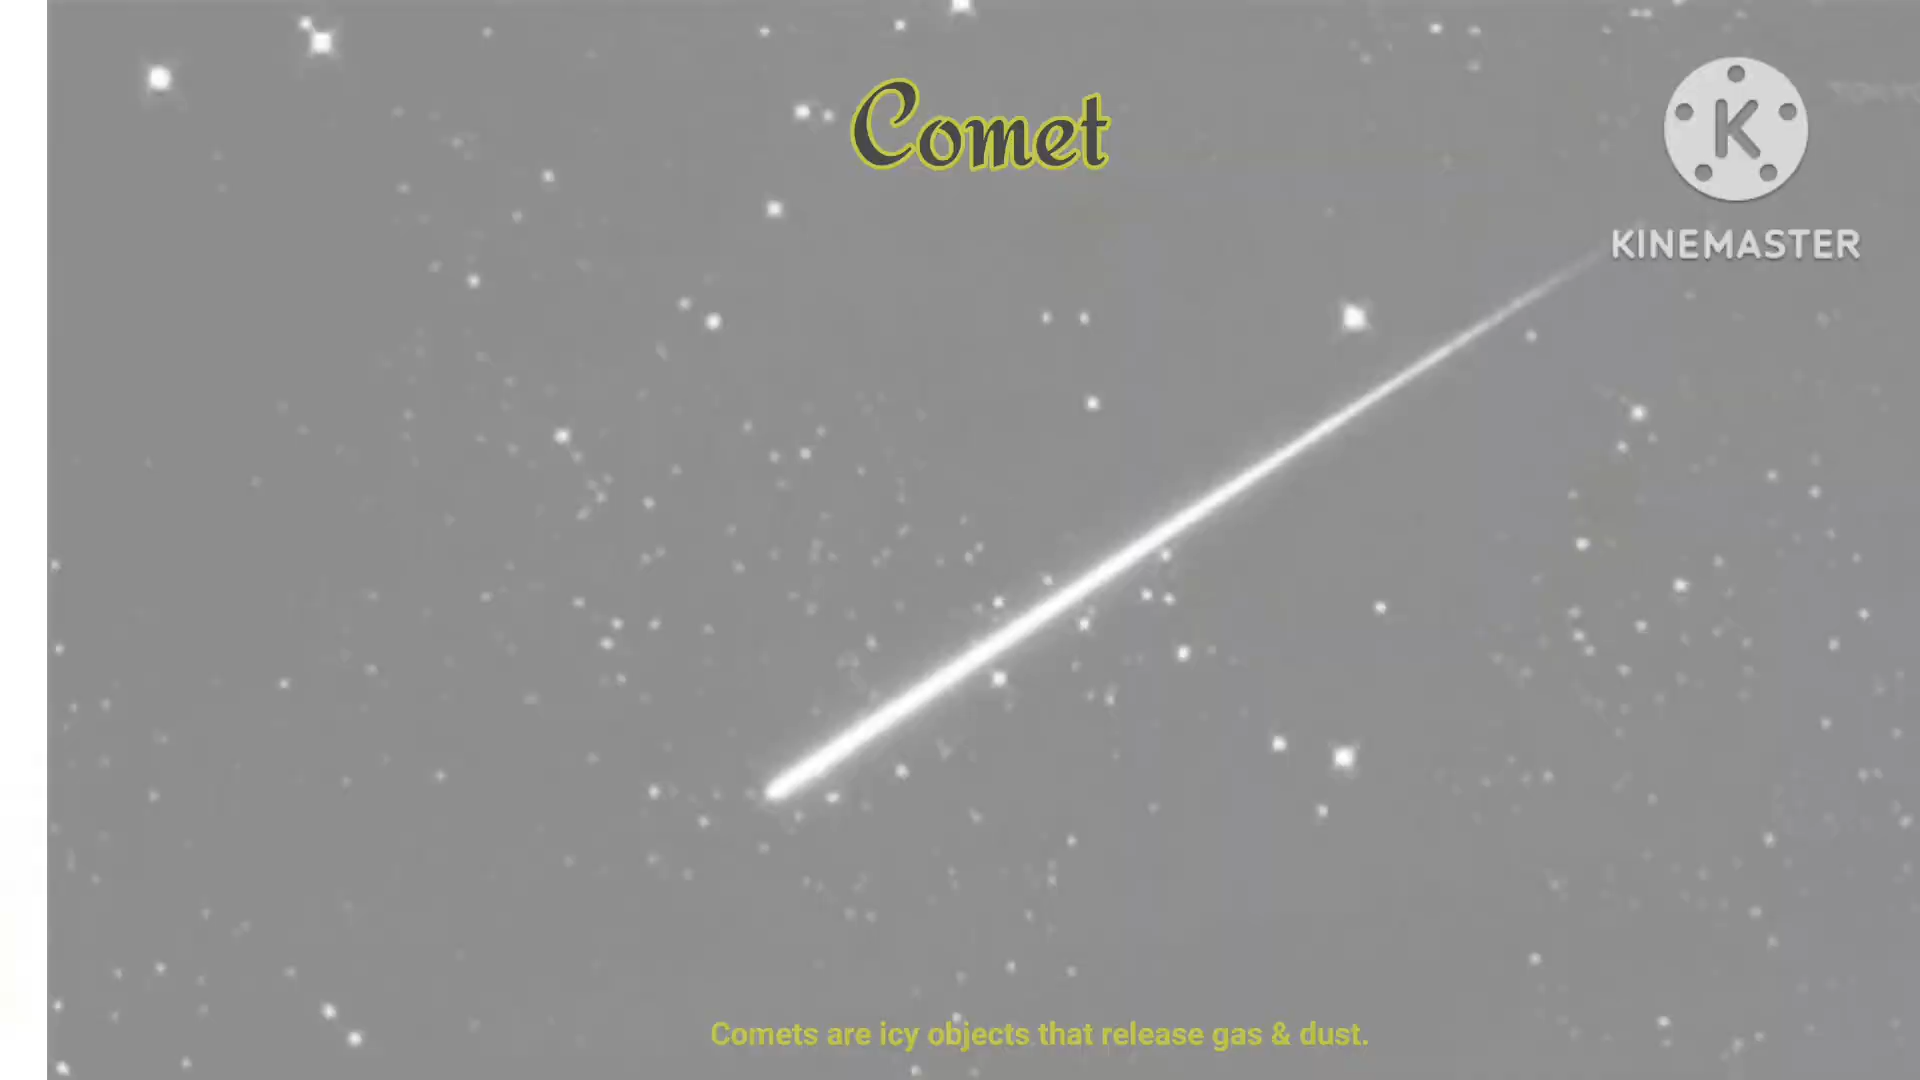 Comet
K
KINEMASTER
Comets are icy objects that release gas & dust.